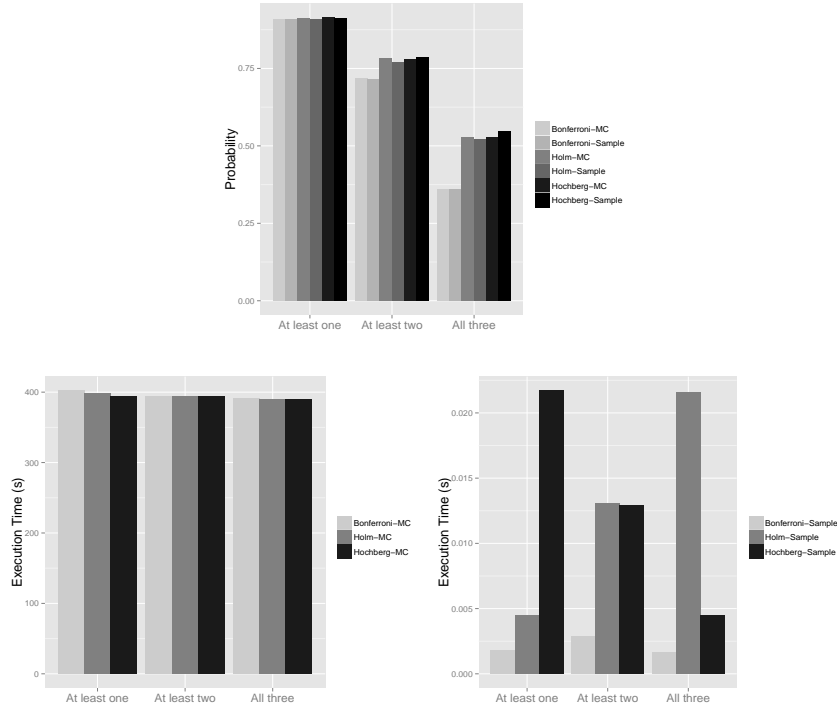 0.75
0.50
0.25
0.00
Probability
At least one
At least two
All three
Bonferroni−MC
Bonferroni−Sample
Holm−MC
Holm−Sample
Hochberg−MC
Hochberg−Sample
400
300
200
100
0
Execution Time (s)
At least one
At least two
All three
Bonferroni−MC
Holm−MC
Hochberg−MC
0.020
0.015
0.010
0.005
0.000
Execution Time (s)
At least one
At least two
All three
Bonferroni−Sample
Holm−Sample
Hochberg−Sample